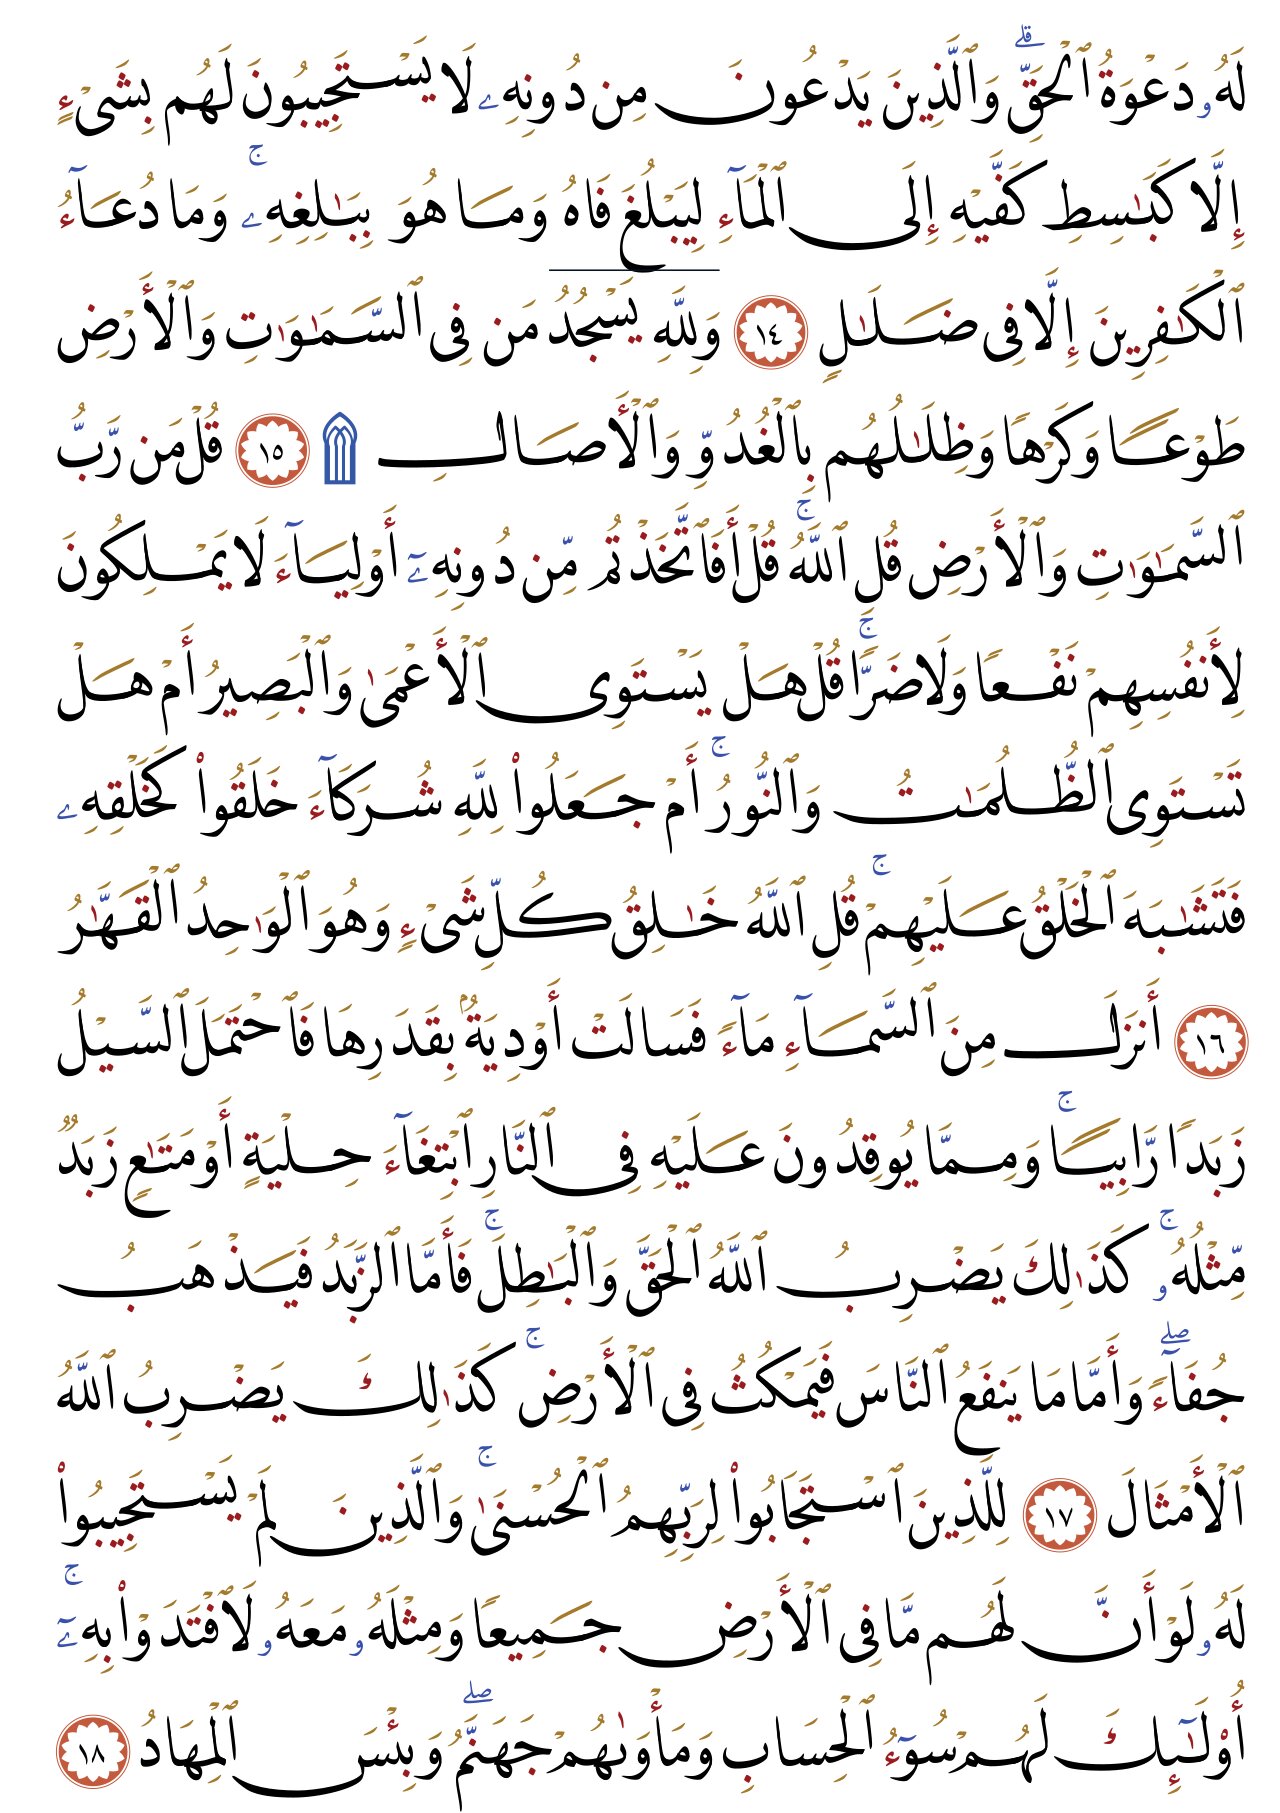 لَهُۥ دَعْوَةُ ٱلْحَقِّ ۖ وَٱلَّذِينَ يَدْعُونَ مِن دُونِهِۦ لَا يَسْتَجِيبُونَ لَهُم بِشَىْءٍ
إِلَّا كَبَـٰسِطِ كَفَّيْهِ إِلَى ٱلْمَآءِ لِيَبْلُغَ فَاهُ وَمَا هُوَ بِبَـٰلِغِهِۦ ۚ وَمَا دُعَآءُ
ٱلْكَـٰفِرِينَ إِلَّا فِى ضَلَـٰلٍ ١٤ وَلِلَّهِ يَسْجُدُ مَن فِى ٱلسَّمَـٰوَٰتِ وَٱلْأَرْضِ
طَوْعًا وَكَرْهًا وَظِلَـٰلُهُم بِٱلْغُدُوِّ وَٱلْأَصَالِ ۩ ١٥ قُلْ مَن رَّبُّ
ٱلسَّمَـٰوَٰتِ وَٱلْأَرْضِ قُلِ ٱللَّهُ ۚ قُلْ أَفَٱتَّخَذْتُم مِّن دُونِهِۦٓ أَوْلِيَآءَ لَا يَمْلِكُونَ
لِأَنفُسِهِمْ نَفْعًا وَلَا ضَرًّا ۚ قُلْ هَلْ يَسْتَوِى ٱلْأَعْمَىٰ وَٱلْبَصِيرُ أَمْ هَلْ
تَسْتَوِى ٱلظُّلُمَـٰتُ وَٱلنُّورُ ۚ أَمْ جَعَلُوا۟ لِلَّهِ شُرَكَآءَ خَلَقُوا۟ كَخَلْقِهِۦ
فَتَشَـٰبَهَ ٱلْخَلْقُ عَلَيْهِمْ ۚ قُلِ ٱللَّهُ خَـٰلِقُ كُلِّ شَىْءٍ وَهُوَ ٱلْوَٰحِدُ ٱلْقَهَّـٰرُ
١٦ أَنزَلَ مِنَ ٱلسَّمَآءِ مَآءً فَسَالَتْ أَوْدِيَةٌۢ بِقَدَرِهَا فَٱحْتَمَلَ ٱلسَّيْلُ
زَبَدًا رَّابِيًا ۚ وَمِمَّا يُوقِدُونَ عَلَيْهِ فِى ٱلنَّارِ ٱبْتِغَآءَ حِلْيَةٍ أَوْ مَتَـٰعٍ زَبَدٌ
مِّثْلُهُۥ ۚ كَذَٰلِكَ يَضْرِبُ ٱللَّهُ ٱلْحَقَّ وَٱلْبَـٰطِلَ ۚ فَأَمَّا ٱلزَّبَدُ فَيَذْهَبُ
جُفَآءً ۖ وَأَمَّا مَا يَنفَعُ ٱلنَّاسَ فَيَمْكُثُ فِى ٱلْأَرْضِ ۚ كَذَٰلِكَ يَضْرِبُ ٱللَّهُ
ٱلْأَمْثَالَ ١٧ لِلَّذِينَ ٱسْتَجَابُوا۟ لِرَبِّهِمُ ٱلْحُسْنَىٰ ۚ وَٱلَّذِينَ لَمْ يَسْتَجِيبُوا۟
لَهُۥ لَوْ أَنَّ لَهُم مَّا فِى ٱلْأَرْضِ جَمِيعًا وَمِثْلَهُۥ مَعَهُۥ لَٱفْتَدَوْا۟ بِهِۦٓ ۚ
أُو۟لَـٰٓئِكَ لَهُمْ سُوٓءُ ٱلْحِسَابِ وَمَأْوَىٰهُمْ جَهَنَّمُ ۖ وَبِئْسَ ٱلْمِهَادُ ١٨